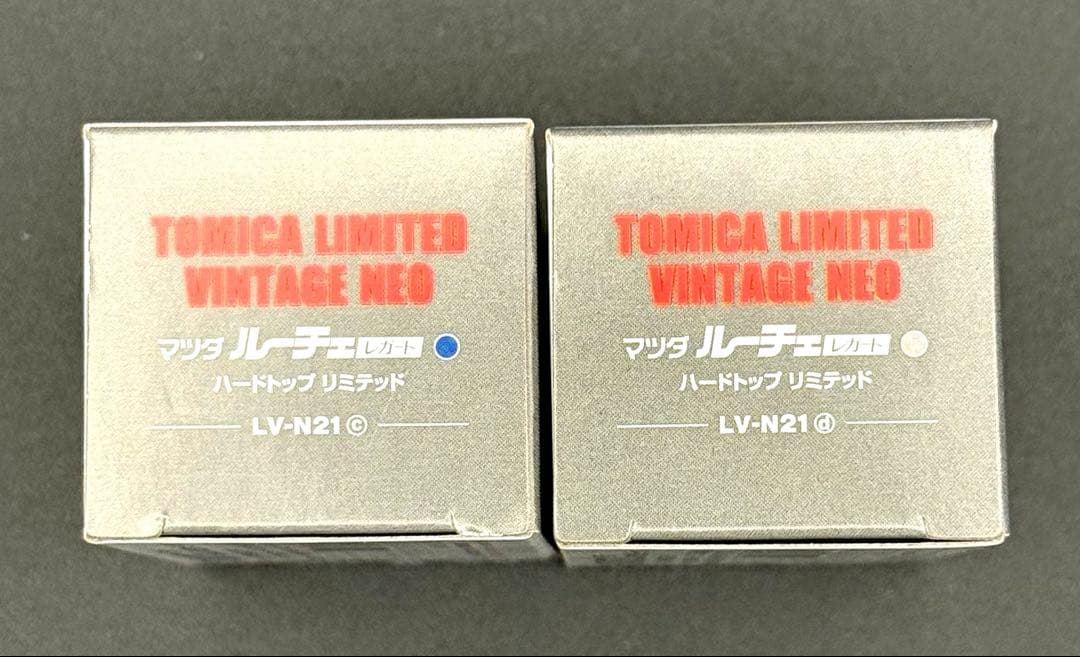 TOMICA LIMITED
VINTAGE NEO
マツダ ルーチェ レガート
ハードトップ リミテッド
LV-N21 ⓒ
TOMICA LIMITED
VINTAGE NEO
マツダ ルーチェ レガート
ハードトップ リミテッド
LV-N21 ⓓ